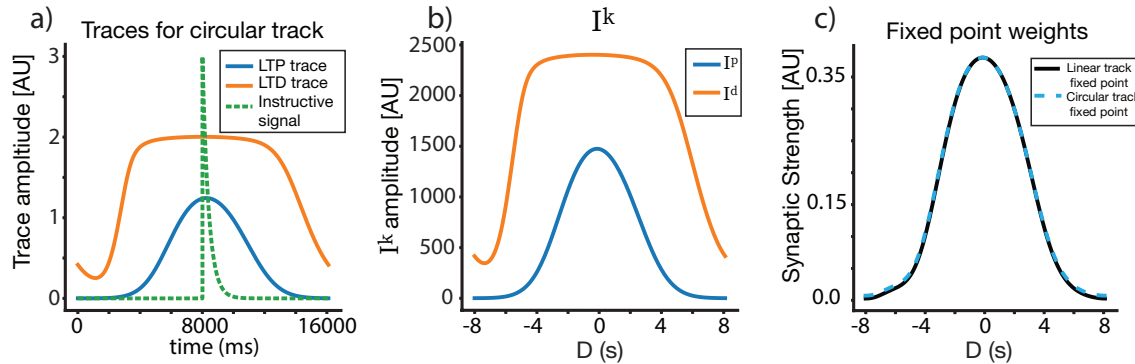 a)
Traces for circular track
Trace ampltiude [AU]
3
2
1
0
LTP trace
LTD trace
Instructive
signal
0
8000
16000
time (ms)
b)
I^k
I^k amplitude [AU]
2500
2000
1500
1000
500
0
I^p
I^d
-8
-4
0
4
8
D (s)
c)
Fixed point weights
Synaptic Strength [AU]
0.35
0.15
0.0
Linear track
fixed point
Circular track
fixed point
-8
-4
0
4
8
D (s)